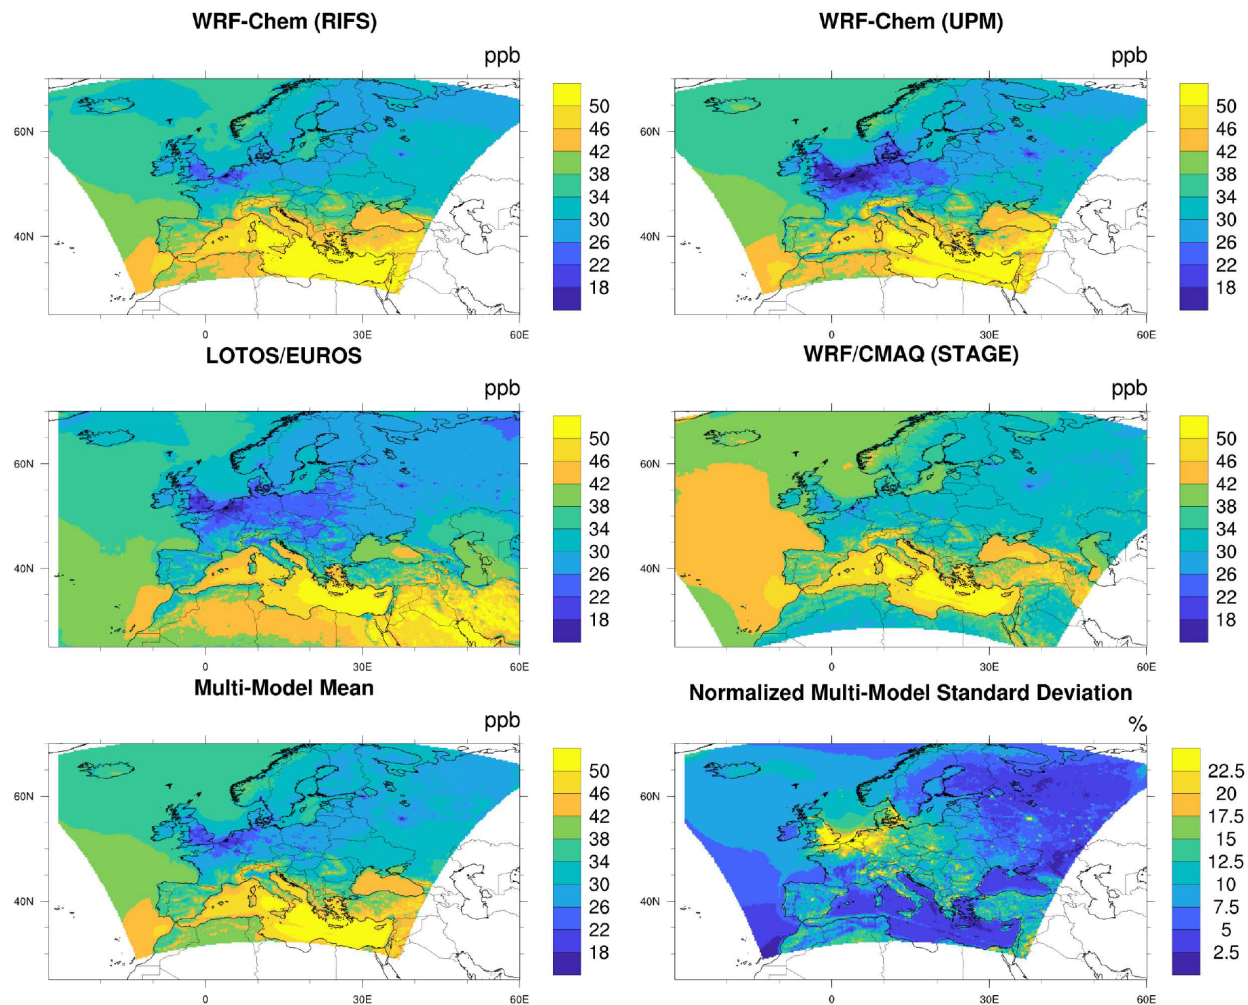 WRF-Chem (RIFS)
ppb
60N
40N
0
30E
60E
50
46
42
38
34
30
26
22
18
WRF-Chem (UPM)
ppb
60N
40N
0
30E
60E
50
46
42
38
34
30
26
22
18
LOTOS/EUROS
ppb
60N
40N
0
30E
60E
50
46
42
38
34
30
26
22
18
WRF/CMAQ (STAGE)
ppb
60N
40N
0
30E
60E
50
46
42
38
34
30
26
22
18
Multi-Model Mean
ppb
60N
40N
0
30E
60E
50
46
42
38
34
30
26
22
18
Normalized Multi-Model Standard Deviation
%
60N
40N
0
30E
60E
22.5
20
17.5
15
12.5
10
7.5
5
2.5